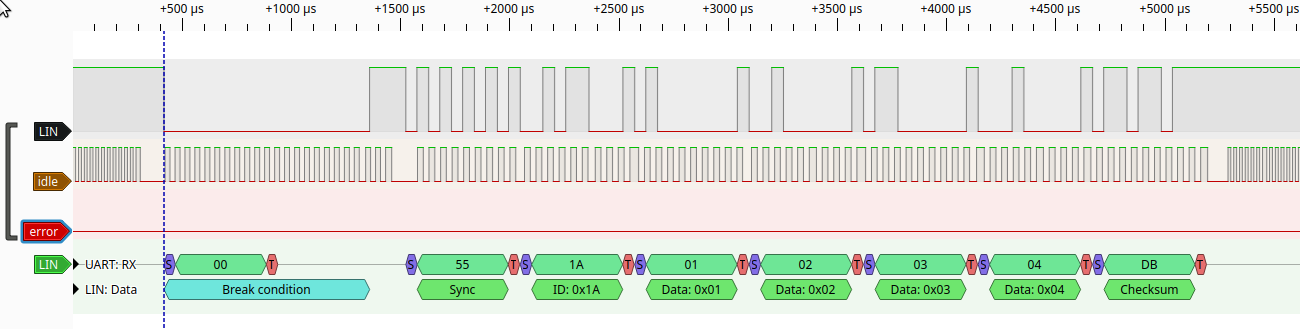 +500 µs +1000 µs +1500 µs +2000 µs +2500 µs +3000 µs +3500 µs +4000 µs +4500 µs +5000 µs +5500 µs
LIN
idle
error
LIN UART: RX S 00 T S 55 T S 1A T S 01 T S 02 T S 03 T S 04 T S DB T
LIN: Data Break condition Sync ID: 0x1A Data: 0x01 Data: 0x02 Data: 0x03 Data: 0x04 Checksum